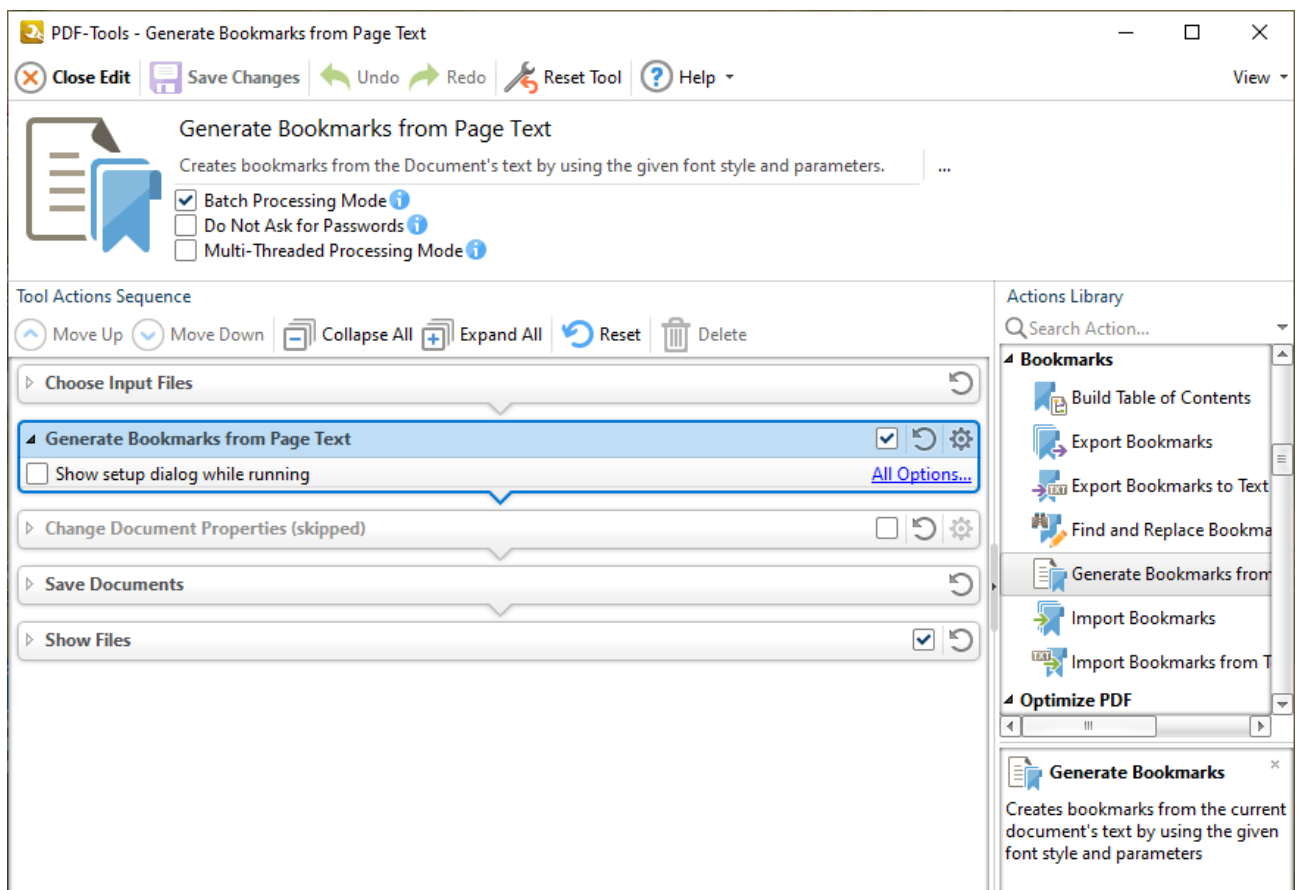 PDF-Tools - Generate Bookmarks from Page Text
Close Edit Save Changes Undo Redo Reset Tool ? Help View
Generate Bookmarks from Page Text
Creates bookmarks from the Document's text by using the given font style and parameters. ...
Batch Processing Mode i
Do Not Ask for Passwords i
Multi-Threaded Processing Mode i
Tool Actions Sequence
Move Up Move Down Collapse All Expand All Reset Delete
Choose Input Files
Generate Bookmarks from Page Text
Show setup dialog while running All Options...
Change Document Properties (skipped)
Save Documents
Show Files
Actions Library
Search Action...
Bookmarks
Build Table of Contents
Export Bookmarks
TXT Export Bookmarks to Text
Find and Replace Bookma
Generate Bookmarks from
Import Bookmarks
TXT Import Bookmarks from T
Optimize PDF
Generate Bookmarks
Creates bookmarks from the current
document's text by using the given
font style and parameters